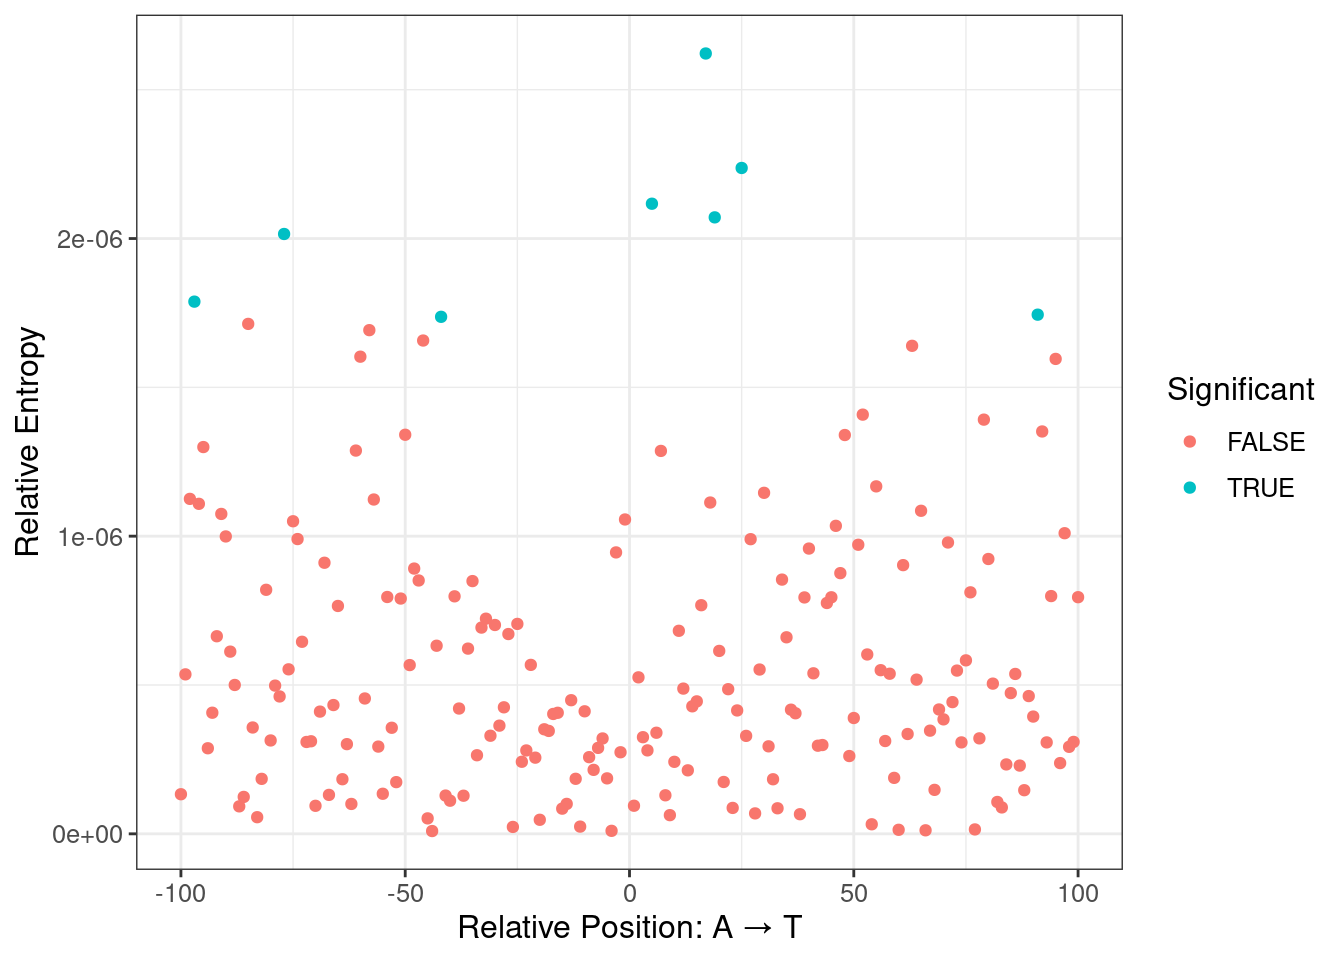 Relative Entropy
2e-06
1e-06
0e+00
-100 -50 0 50 100
Relative Position: A → T
Significant
FALSE
TRUE